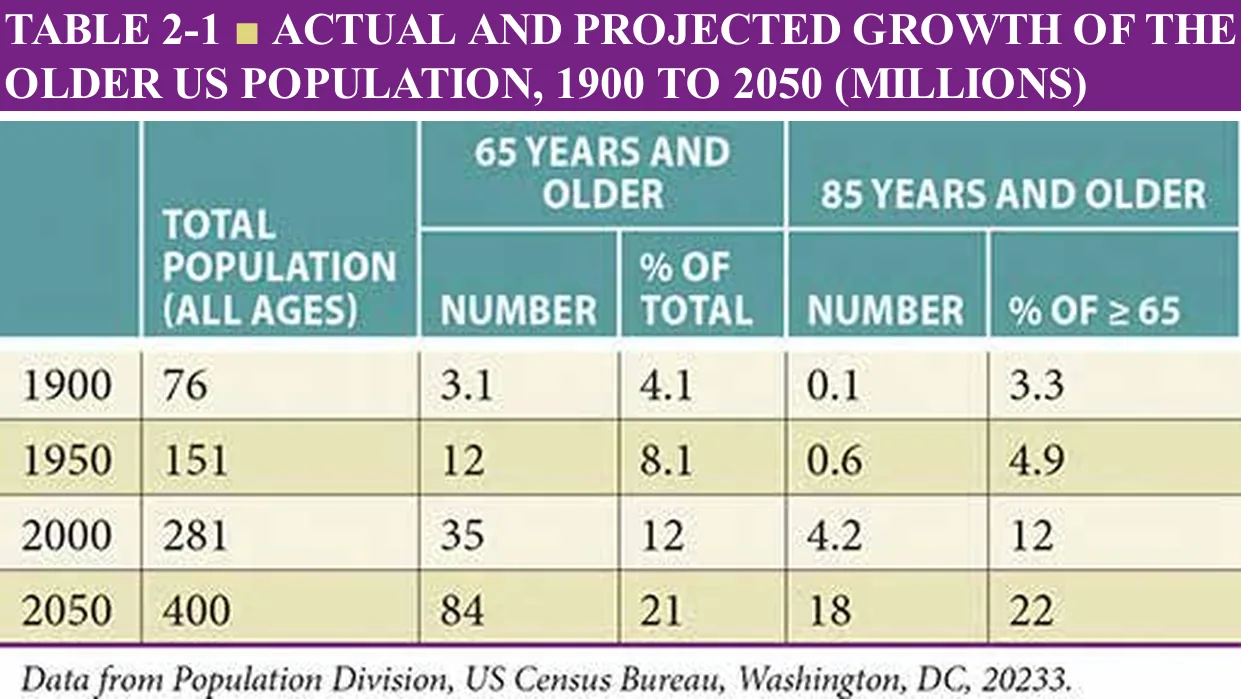 TABLE 2-1 ■ ACTUAL AND PROJECTED GROWTH OF THE
OLDER US POPULATION, 1900 TO 2050 (MILLIONS)
TOTAL POPULATION (ALL AGES) 65 YEARS AND OLDER 85 YEARS AND OLDER
NUMBER % OF TOTAL NUMBER % OF ≥ 65
1900 76 3.1 4.1 0.1 3.3
1950 151 12 8.1 0.6 4.9
2000 281 35 12 4.2 12
2050 400 84 21 18 22
Data from Population Division, US Census Bureau, Washington, DC, 20233.